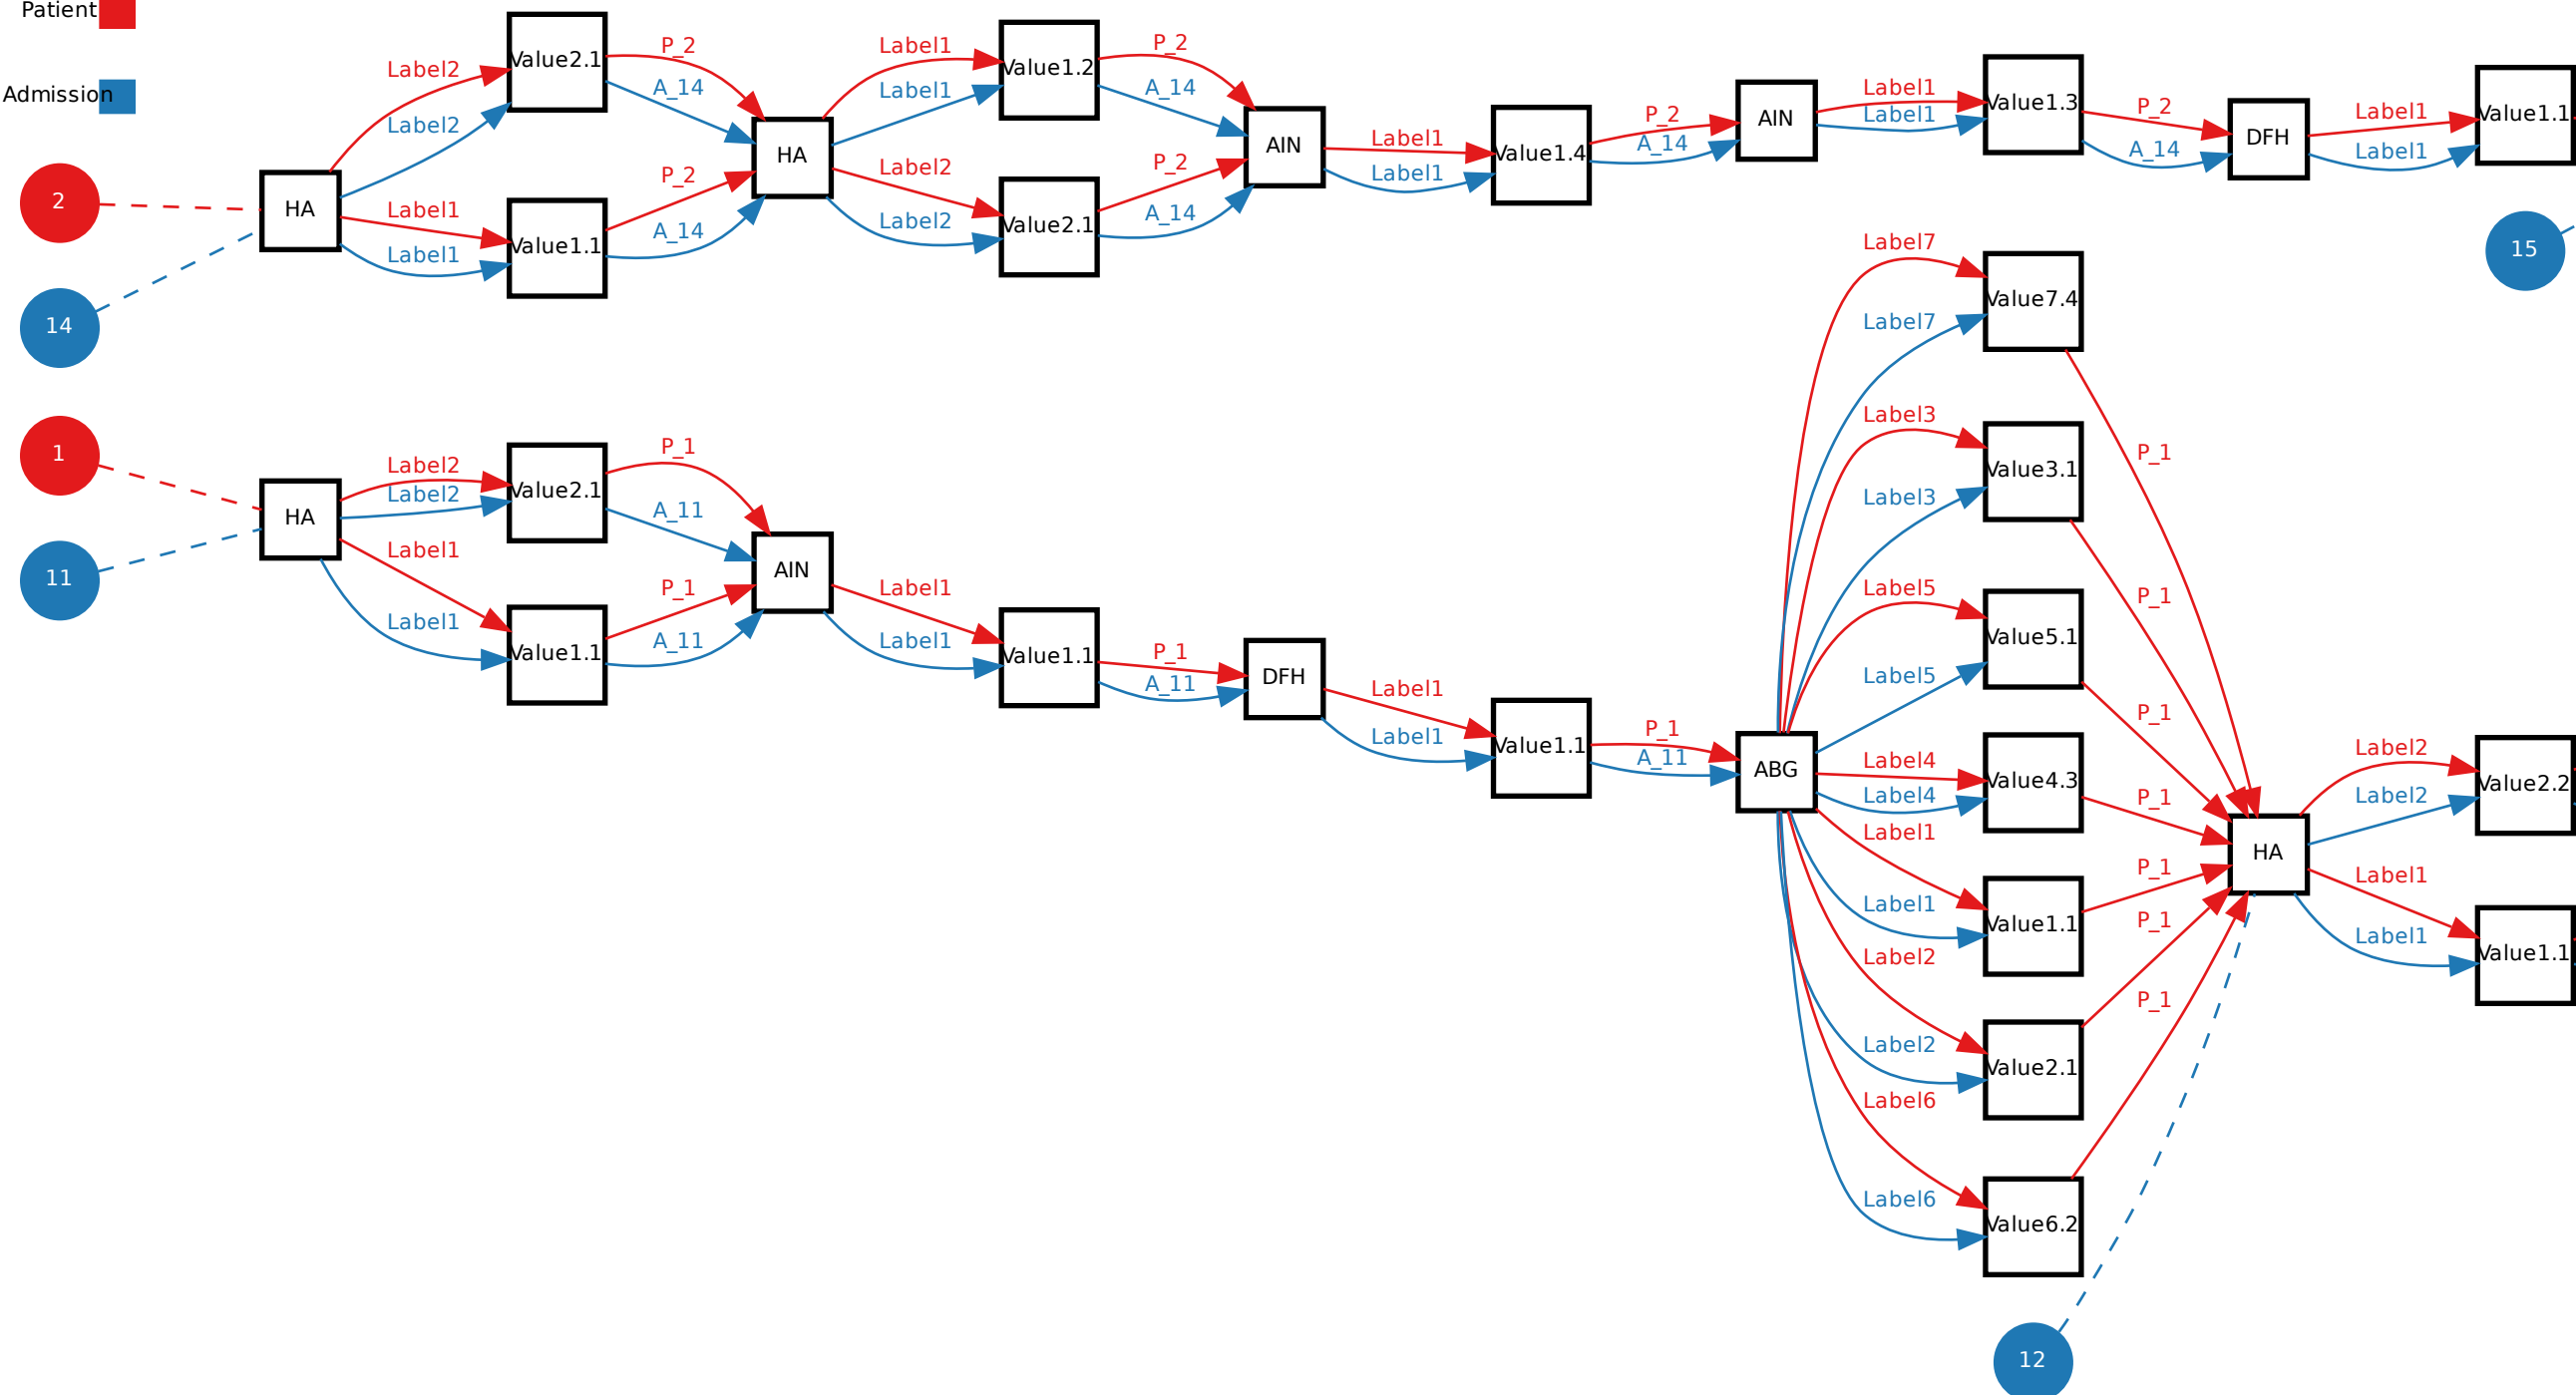 Patient
Admission
2
14
HA
Label2
Label2
Label1
Label1
Value2.1
Value1.1
P_2
A_14
P_2
A_14
HA
Label1
Label1
Label2
Label2
Value1.2
Value2.1
P_2
A_14
P_2
A_14
AIN
Label1
Label1
Value1.4
P_2
A_14
AIN
Label1
Label1
Value1.3
P_2
A_14
DFH
Label1
Label1
Value1.1
15
1
11
HA
Label2
Label2
Label1
Label1
Value2.1
Value1.1
P_1
A_11
P_1
A_11
AIN
Label1
Label1
Value1.1
P_1
A_11
DFH
Label1
Label1
Value1.1
P_1
A_11
ABG
Label7
Label7
Label3
Label3
Label5
Label5
Label4
Label4
Label1
Label1
Label2
Label2
Label6
Label6
Value7.4
Value3.1
Value5.1
Value4.3
Value1.1
Value2.1
Value6.2
P_1
P_1
P_1
P_1
P_1
P_1
P_1
12
HA
Label2
Label2
Label1
Label1
Value2.2
Value1.1